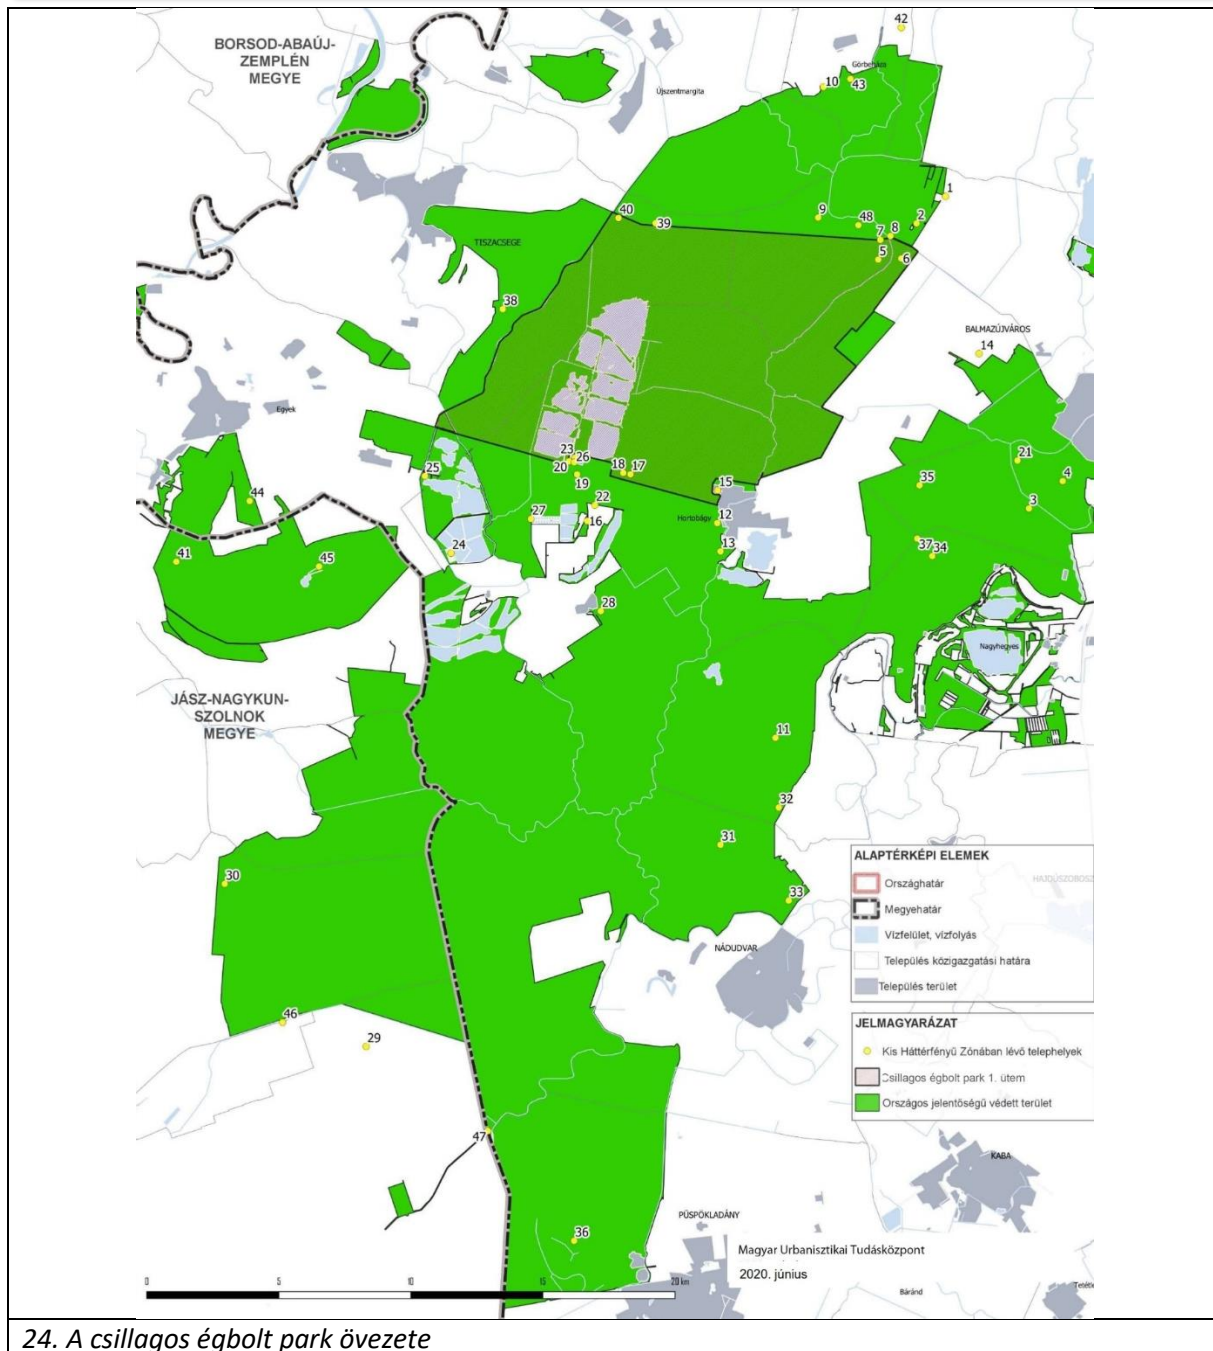 42
BORSOD-ABAÚJ-
ZEMPLÉN
MEGYE
Görbeháza
10
43
Újszentmargita
1
40
39
9
48
2
7
8
5
6
TISZACSEGE
38
BALMAZÚJVÁROS
14
Egyek
23
26
20
18
17
19
25
15
21
4
35
3
44
22
27
16
Hortobágy
12
13
37
34
41
45
24
28
Nagyhegyes
JÁSZ-NAGYKUN-
SZOLNOK
MEGYE
11
32
31
30
33
NÁDUDVAR
46
29
47
36
ALAPTÉRKÉPI ELEMEK
Országhatár
Megyehatár
Vízfelület, vízfolyás
Település közigazgatási határa
Település terület
HAJDÚSZOBOSZ
JELMAGYARÁZAT
Kis Háttérfényű Zónában lévő telephelyek
Csillagos égbolt park 1. ütem
Országos jelentőségű védett terület
KABA
PÜSPÖKLADÁNY
Magyar Urbanisztikai Tudásközpont
2020. június
Báránd
Tetétle
0 5 10 15 20 km
24. A csillagos égbolt park övezete